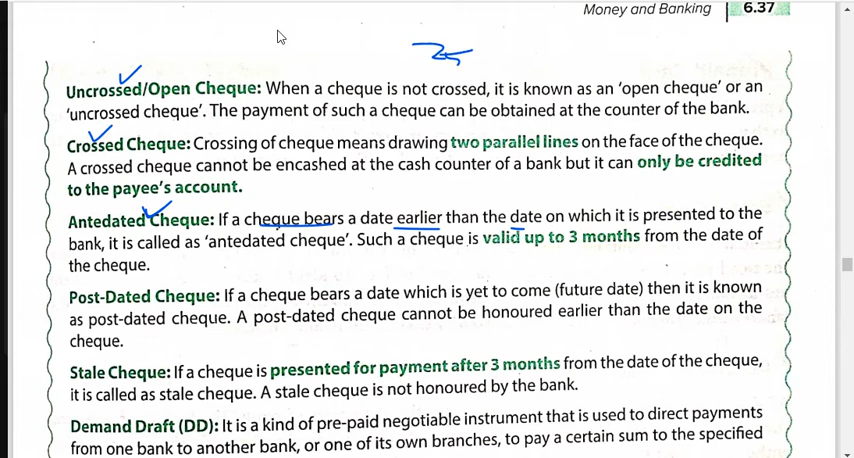 Money and Banking 6.37
Uncrossed/Open Cheque: When a cheque is not crossed, it is known as an ‘open cheque’ or an
‘uncrossed cheque’. The payment of such a cheque can be obtained at the counter of the bank.
Crossed Cheque: Crossing of cheque means drawing two parallel lines on the face of the cheque.
A crossed cheque cannot be encashed at the cash counter of a bank but it can only be credited
to the payee's account.
Antedated Cheque: If a cheque bears a date earlier than the date on which it is presented to the
bank, it is called as ‘antedated cheque’. Such a cheque is valid up to 3 months from the date of
the cheque.
Post-Dated Cheque: If a cheque bears a date which is yet to come (future date) then it is known
as post-dated cheque. A post-dated cheque cannot be honoured earlier than the date on the
cheque.
Stale Cheque: If a cheque is presented for payment after 3 months from the date of the cheque,
it is called as stale cheque. A stale cheque is not honoured by the bank.
Demand Draft (DD): It is a kind of pre-paid negotiable instrument that is used to direct payments
from one bank to another bank, or one of its own branches, to pay a certain sum to the specified